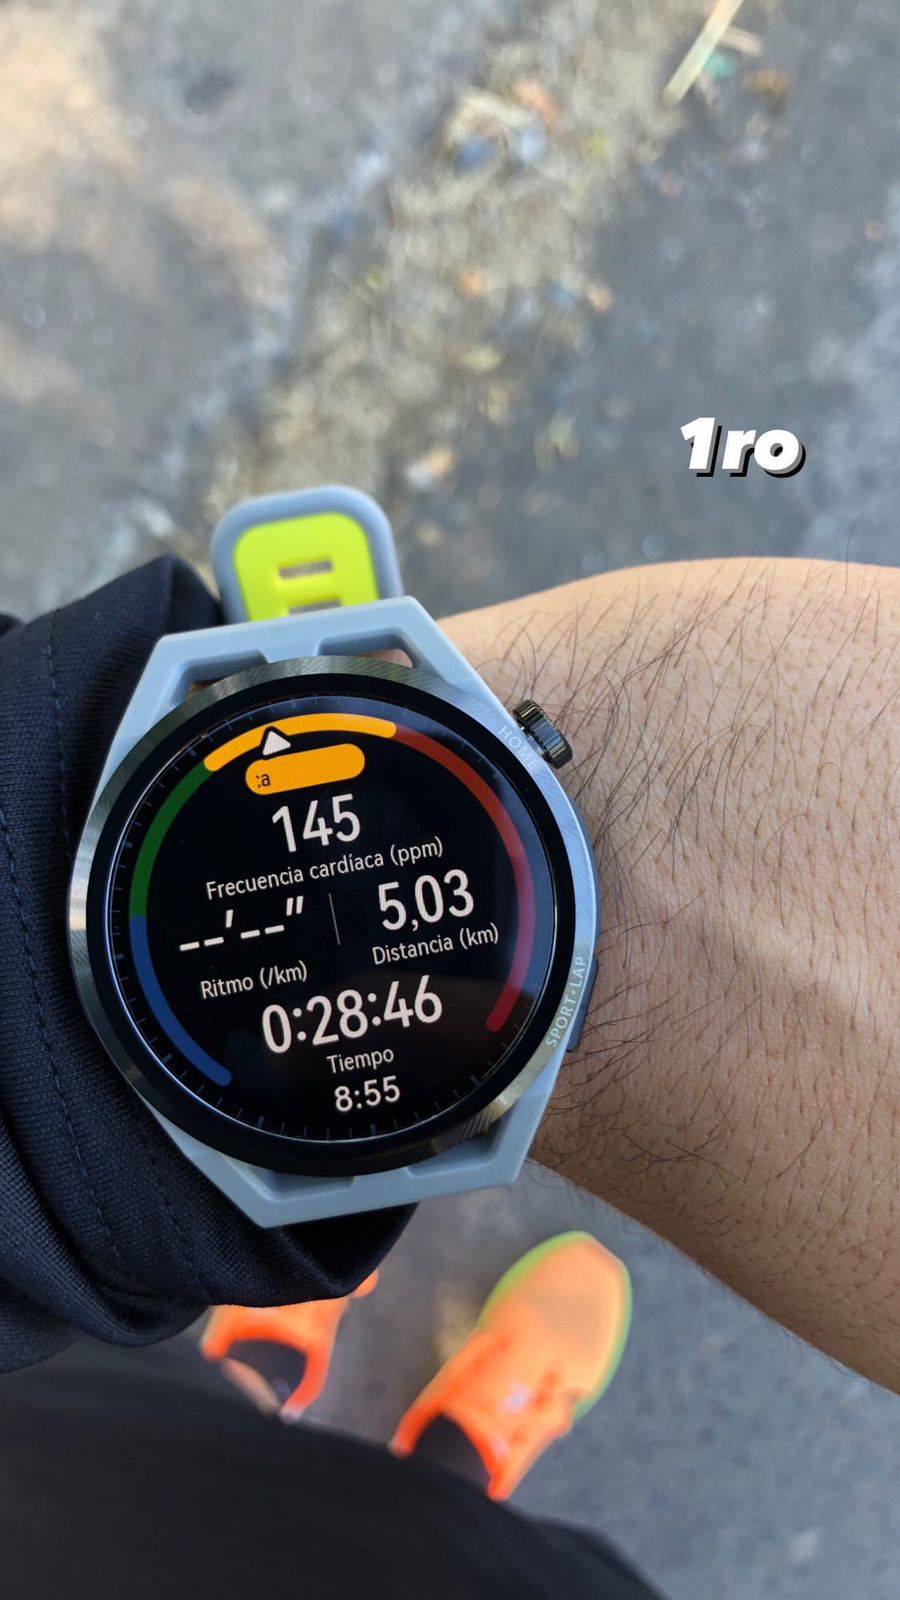 1ro
HOME
:a
145
Frecuencia cardíaca (ppm)
--'--" 5,03
Ritmo (/km) Distancia (km)
0:28:46
Tiempo
8:55
SPORT·LAP